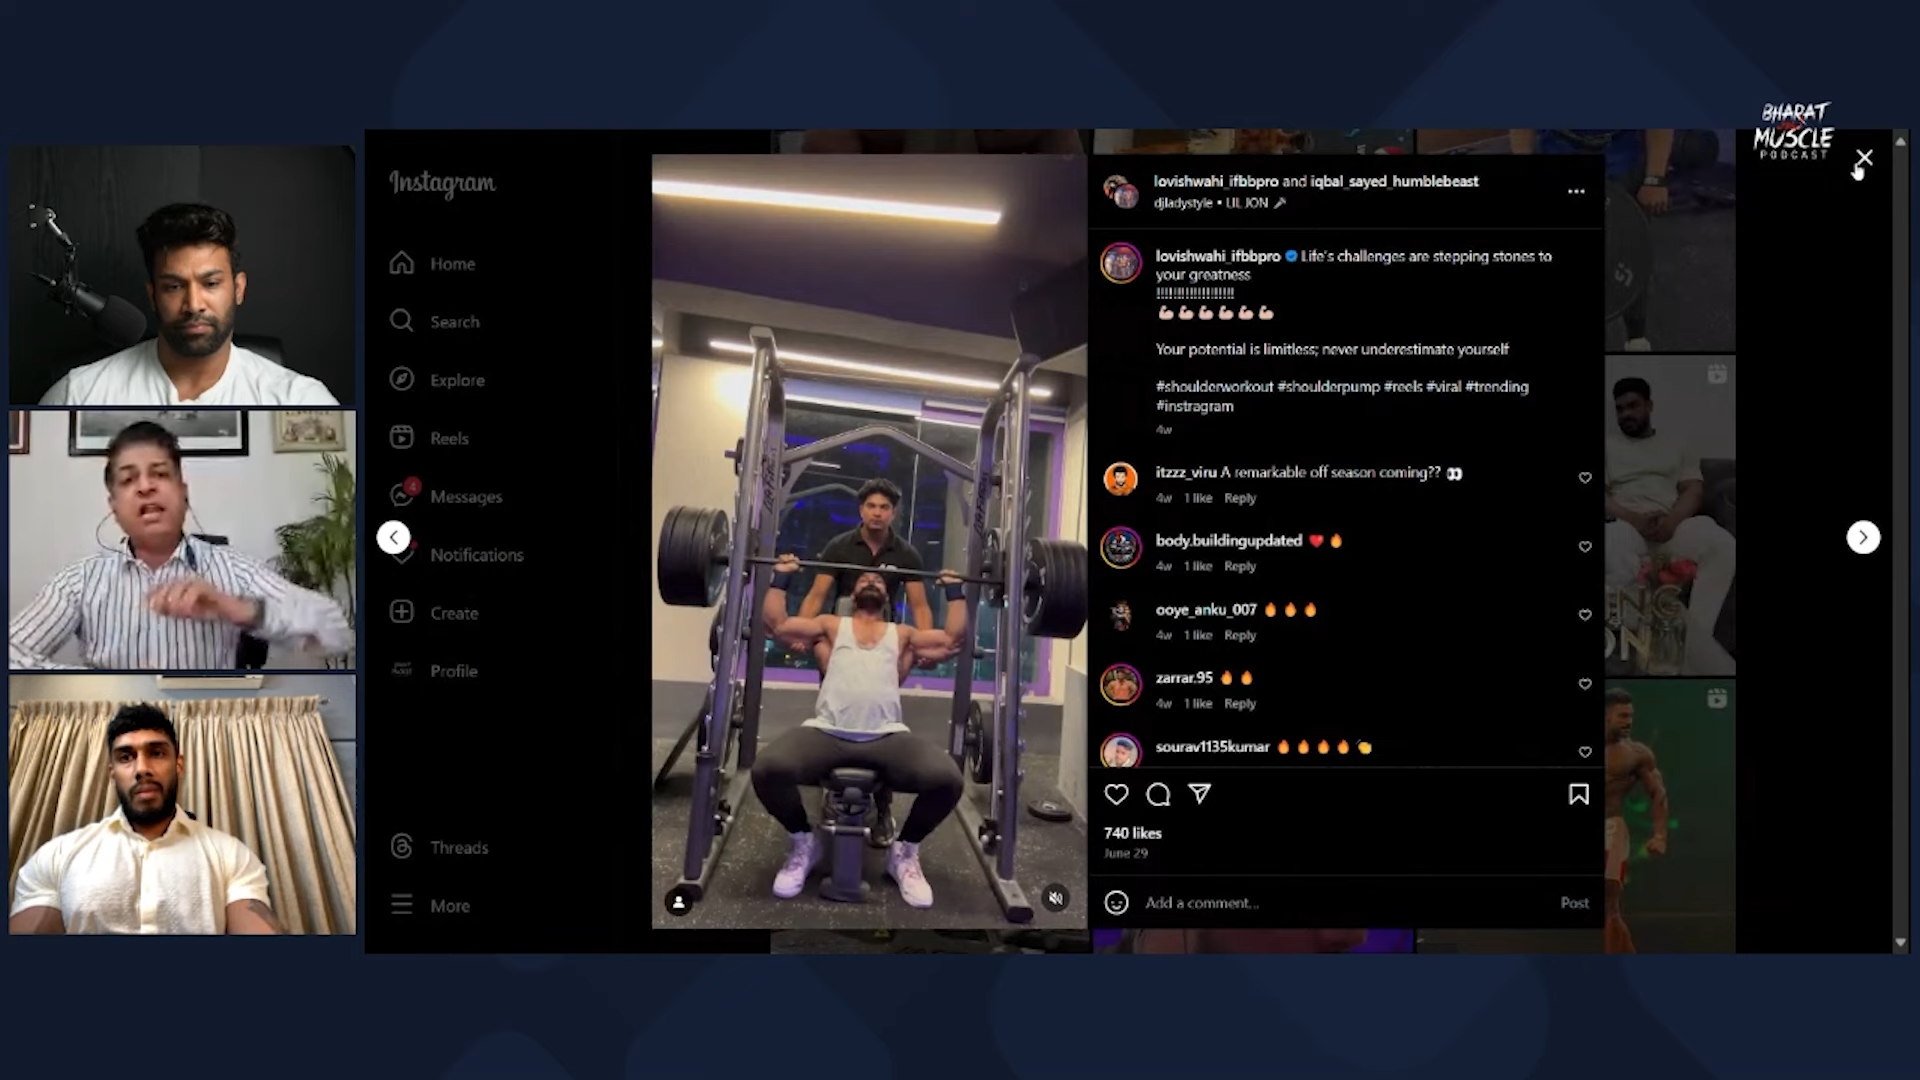 BHARAT
MUSCLE
PODCAST
Instagram
Home
Search
Explore
Reels
4
Messages
Notifications
Create
Profile
Threads
More
lovishwahi_ifbbpro and iqbal_sayed_humblebeast
djladystyle • LIL JON 🎤
lovishwahi_ifbbpro Life's challenges are stepping stones to
your greatness
💪🏻💪🏻💪🏻💪🏻💪🏻💪🏻
Your potential is limitless; never underestimate yourself
#shoulderworkout #shoulderpump #reels #viral #trending
#instragram
4w
itzzz_viru A remarkable off season coming?? 👀
4w 1 like Reply
body.buildingupdated ❤️ 🔥
4w 1 like Reply
ooye_anku_007 🔥 🔥 🔥
4w 1 like Reply
zarrar.95 🔥 🔥
4w 1 like Reply
sourav1135kumar 🔥 🔥 🔥 🔥 👏
740 likes
June 29
Add a comment...
Post